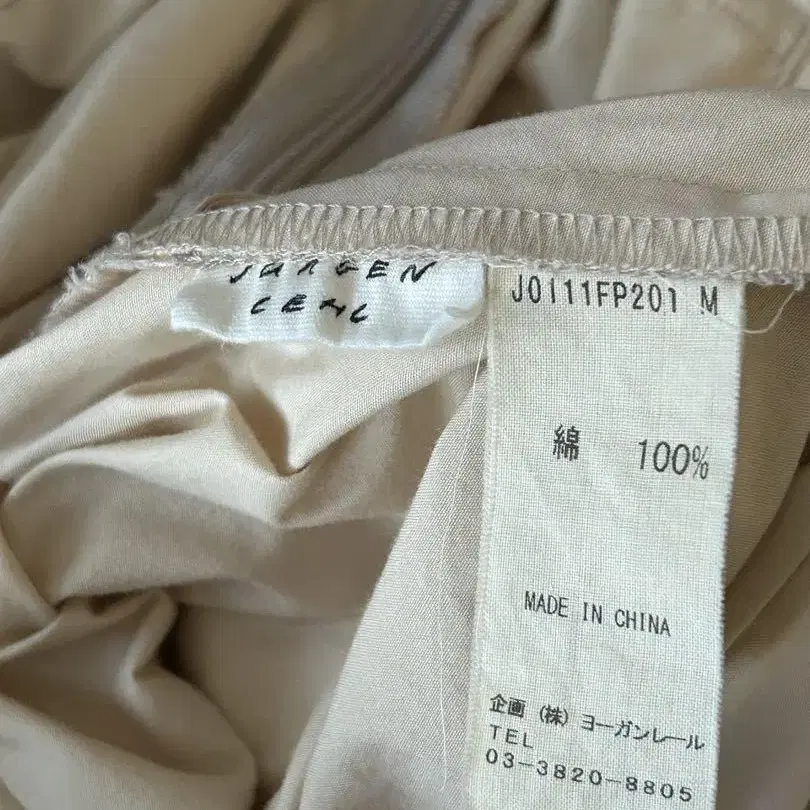 JURGEN
LEHL
J0I11FP201 M
綿 100%
MADE IN CHINA
企画 (株) ヨーガンレール
TEL
03-3820-8805